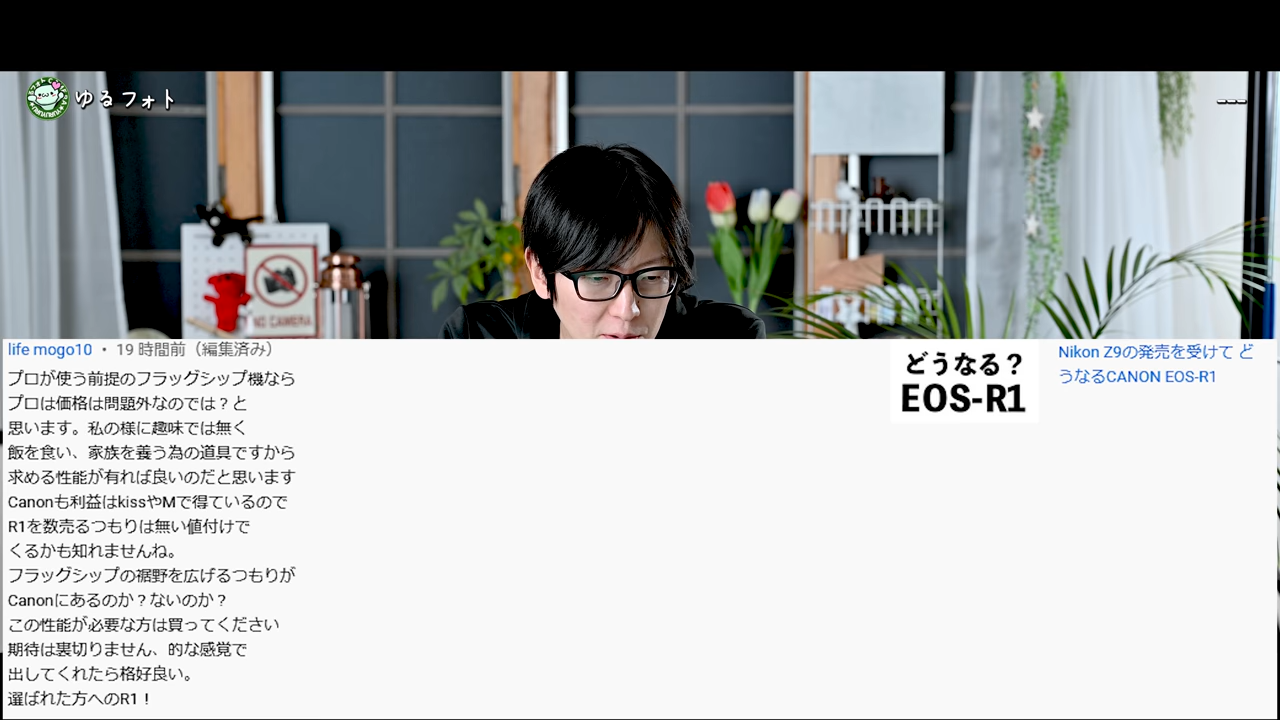 ゆるフォト
NO CAMERA
life mogo10 ・ 19 時間前（編集済み）
プロが使う前提のフラッグシップ機なら
プロは価格は問題外なのでは？と
思います。私の様に趣味では無く
飯を食い、家族を養う為の道具ですから
求める性能が有れば良いのだと思います
Canonも利益はkissやMで得ているので
R1を数売るつもりは無い値付けで
くるかも知れませんね。
フラッグシップの裾野を広げるつもりが
Canonにあるのか？ないのか？
この性能が必要な方は買ってください
期待は裏切りません、的な感覚で
出してくれたら格好良い。
選ばれた方へのR1！
どうなる？
EOS-R1
Nikon Z9の発売を受けて ど
うなるCANON EOS-R1